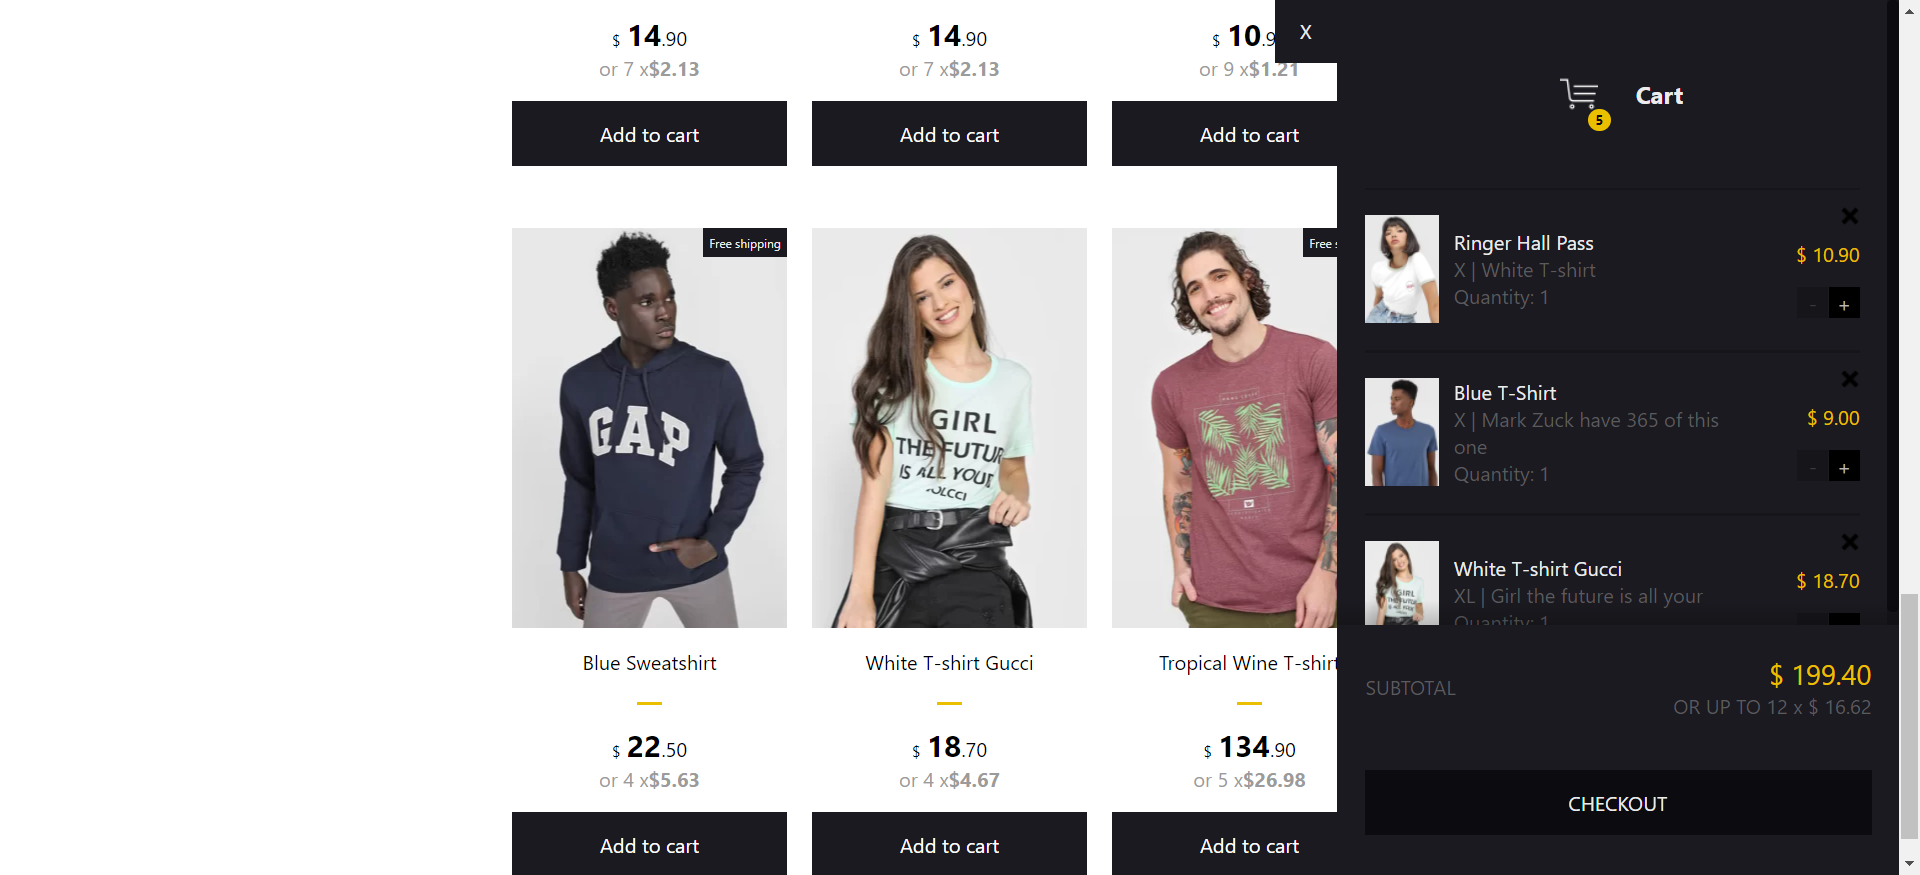 $ 14.90
or 7 x$2.13
Add to cart
$ 14.90
or 7 x$2.13
Add to cart
$ 10.9
or 9 x$1.21
Add to cart
Free shipping
GAP
Blue Sweatshirt
$ 22.50
or 4 x$5.63
Add to cart
GIRL
THE FUTUR
IS ALL YOUR
COLCCI
White T-shirt Gucci
$ 18.70
or 4 x$4.67
Add to cart
Free s
Tropical Wine T-shirt
$ 134.90
or 5 x$26.98
Add to cart
X
5
Cart
Ringer Hall Pass
X | White T-shirt
Quantity: 1
$ 10.90
- +
Blue T-Shirt
X | Mark Zuck have 365 of this
one
Quantity: 1
$ 9.00
- +
GIRL
White T-shirt Gucci
XL | Girl the future is all your
Quantity: 1
$ 18.70
SUBTOTAL
$ 199.40
OR UP TO 12 x $ 16.62
CHECKOUT